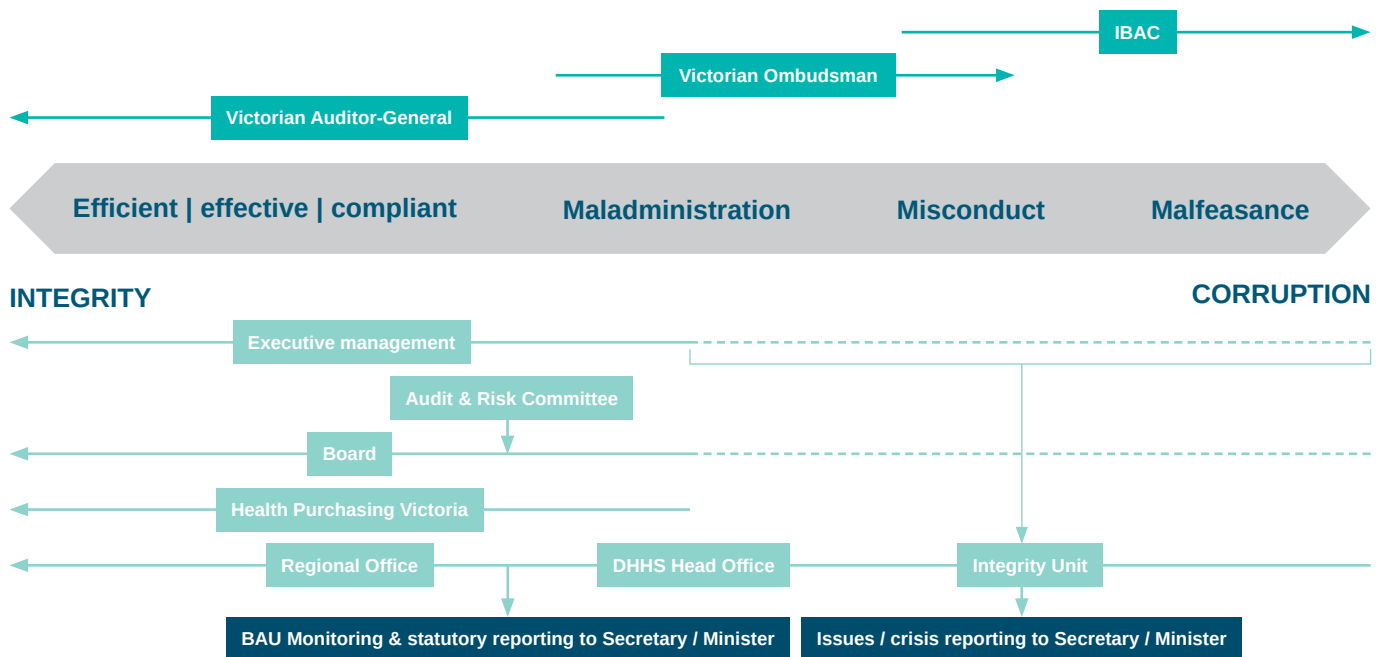 IBAC
Victorian Ombudsman
Victorian Auditor-General
Efficient | effective | compliant
Maladministration
Misconduct
Malfeasance
INTEGRITY
CORRUPTION
Executive management
Audit & Risk Committee
Board
Health Purchasing Victoria
Regional Office
DHHS Head Office
Integrity Unit
BAU Monitoring & statutory reporting to Secretary / Minister
Issues / crisis reporting to Secretary / Minister